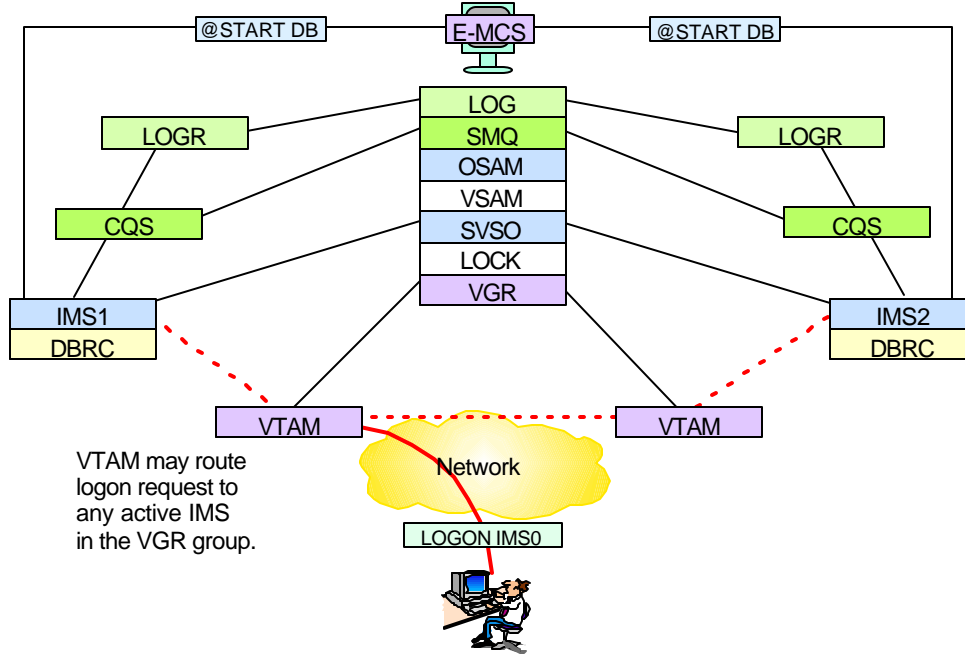 @START DB
E-MCS
@START DB
LOG
LOGR
SMQ
LOGR
OSAM
VSAM
CQS
SVSO
CQS
LOCK
VGR
IMS1
DBRC
IMS2
DBRC
VTAM
VTAM
VTAM may route
logon request to
any active IMS
in the VGR group.
Network
LOGON IMS0